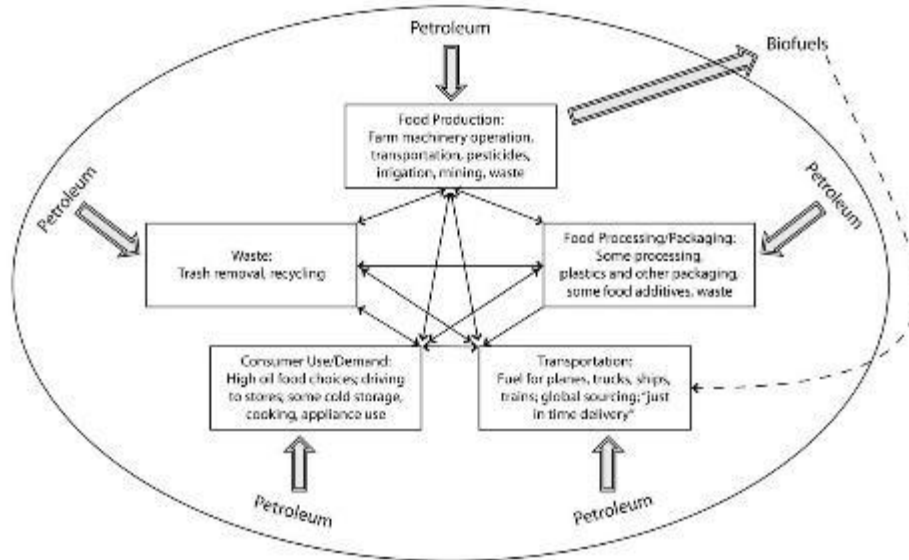 Petroleum
Biofuels
Food Production:
Farm machinery operation,
transportation, pesticides,
irrigation, mining, waste
Petroleum
Petroleum
Waste:
Trash removal, recycling
Food Processing/Packaging:
Some processing,
plastics and other packaging,
some food additives, waste
Consumer Use/Demand:
High oil food choices; driving
to stores; some cold storage,
cooking, appliance use
Transportation:
Fuel for planes, trucks, ships,
trains; global sourcing; "just
in time delivery"
Petroleum
Petroleum